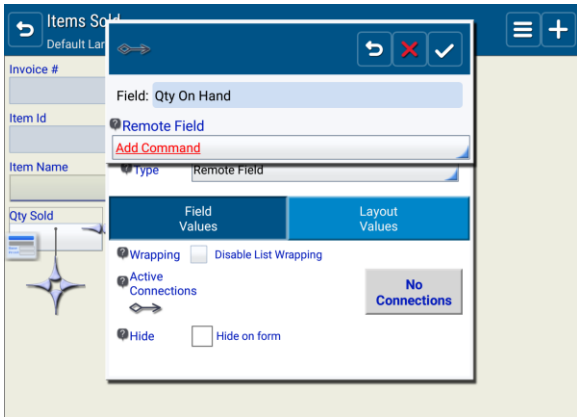 Items So
Default Lar
Invoice #
Item Id
Item Name
Qty Sold
Field: Qty On Hand
Remote Field
Add Command
Type Remote Field
Field
Values
Layout
Values
Wrapping Disable List Wrapping
Active
Connections
No
Connections
Hide Hide on form